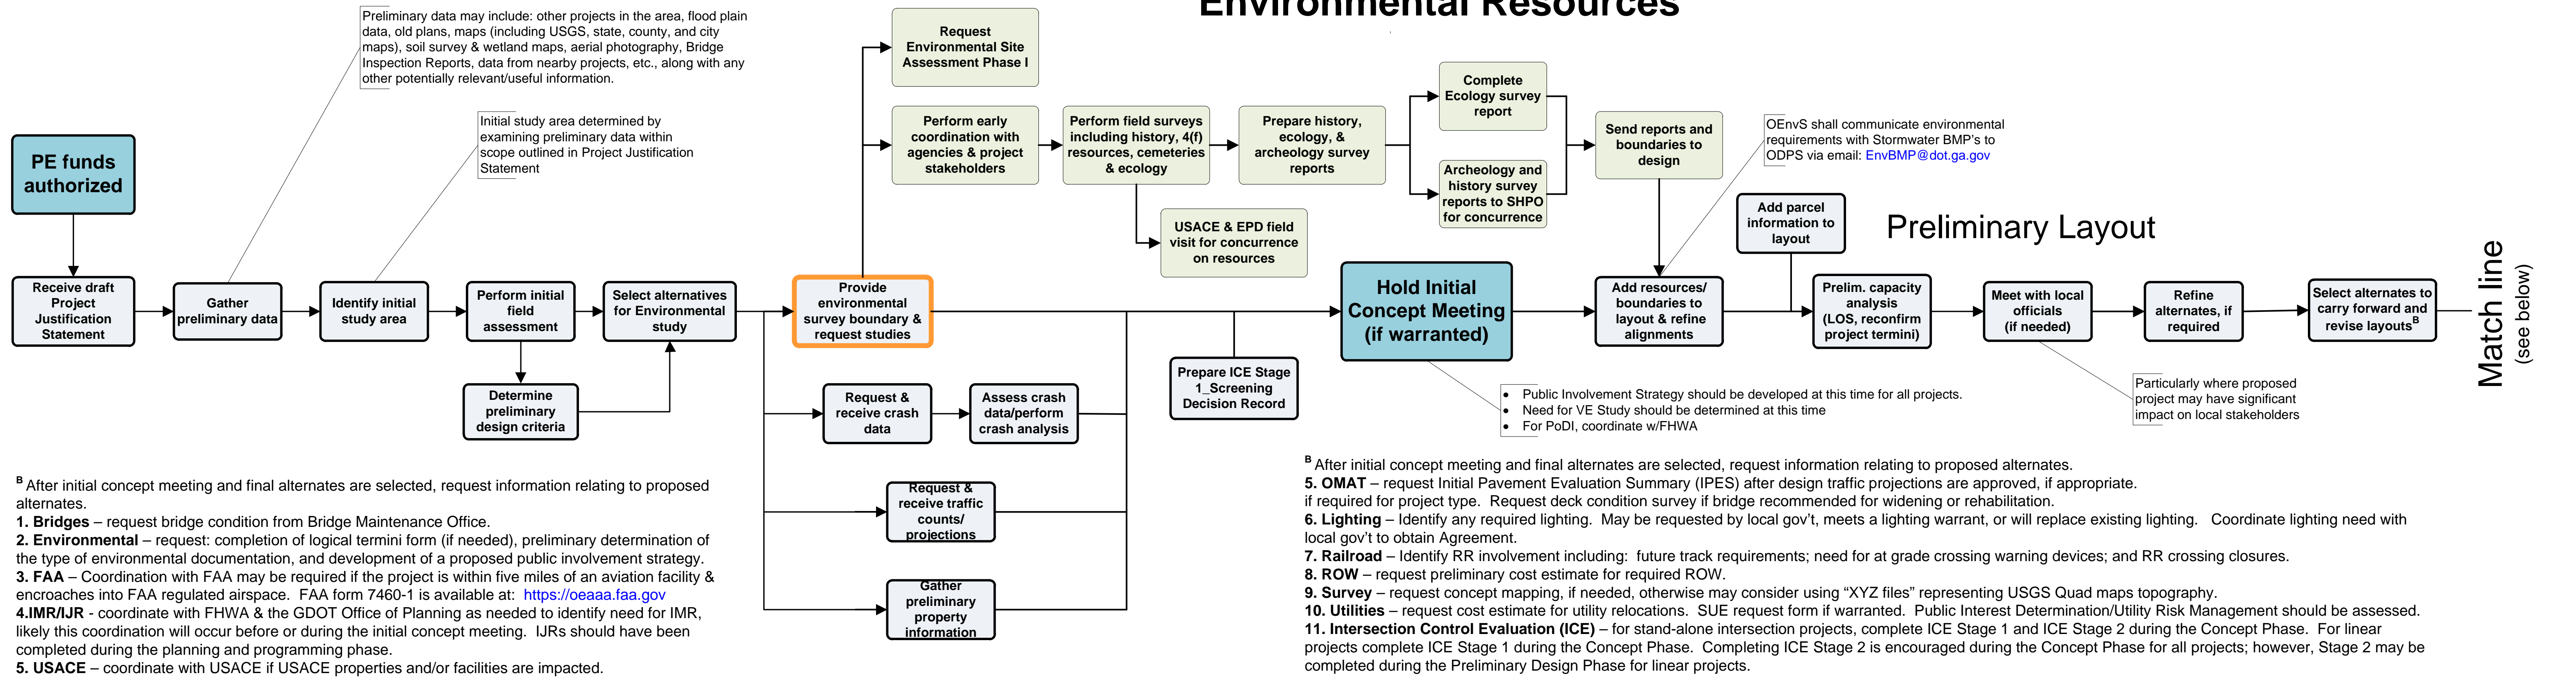 Environmental Resources
Preliminary data may include: other projects in the area, flood plain
data, old plans, maps (including USGS, state, county, and city
maps), soil survey & wetland maps, aerial photography, Bridge
Inspection Reports, data from nearby projects, etc., along with any
other potentially relevant/useful information.
Initial study area determined by
examining preliminary data within
scope outlined in Project Justification
Statement
PE funds
authorized
Request
Environmental Site
Assessment Phase I
Perform early
coordination with
agencies & project
stakeholders
Perform field surveys
including history, 4(f)
resources, cemeteries
& ecology
Prepare history,
ecology, &
archeology survey
reports
Complete
Ecology survey
report
Archeology and
history survey
reports to SHPO
for concurrence
Send reports and
boundaries to
design
USACE & EPD field
visit for concurrence
on resources
OEnvS shall communicate environmental
requirements with Stormwater BMP's to
ODPS via email: EnvBMP@dot.ga.gov
Add parcel
information to
layout
Preliminary Layout
Receive draft
Project
Justification
Statement
Gather
preliminary data
Identify initial
study area
Perform initial
field
assessment
Select alternatives
for Environmental
study
Provide
environmental
survey boundary &
request studies
Hold Initial
Concept Meeting
(if warranted)
Add resources/
boundaries to
layout & refine
alignments
Prelim. capacity
analysis
(LOS, reconfirm
project termini)
Meet with local
officials
(if needed)
Refine
alternates, if
required
Select alternates to
carry forward and
revise layoutsB
Match line
(see below)
Determine
preliminary
design criteria
Request &
receive crash
data
Assess crash
data/perform
crash analysis
Prepare ICE Stage
1_Screening
Decision Record
• Public Involvement Strategy should be developed at this time for all projects.
• Need for VE Study should be determined at this time
• For PoDI, coordinate w/FHWA
Particularly where proposed
project may have significant
impact on local stakeholders
Request &
receive traffic
counts/
projections
Gather
preliminary
property
information
B After initial concept meeting and final alternates are selected, request information relating to proposed
alternates.
1. Bridges – request bridge condition from Bridge Maintenance Office.
2. Environmental – request: completion of logical termini form (if needed), preliminary determination of
the type of environmental documentation, and development of a proposed public involvement strategy.
3. FAA – Coordination with FAA may be required if the project is within five miles of an aviation facility &
encroaches into FAA regulated airspace. FAA form 7460-1 is available at: https://oeaaa.faa.gov
4.IMR/IJR - coordinate with FHWA & the GDOT Office of Planning as needed to identify need for IMR,
likely this coordination will occur before or during the initial concept meeting. IJRs should have been
completed during the planning and programming phase.
5. USACE – coordinate with USACE if USACE properties and/or facilities are impacted.
B After initial concept meeting and final alternates are selected, request information relating to proposed alternates.
5. OMAT – request Initial Pavement Evaluation Summary (IPES) after design traffic projections are approved, if appropriate.
if required for project type. Request deck condition survey if bridge recommended for widening or rehabilitation.
6. Lighting – Identify any required lighting. May be requested by local gov't, meets a lighting warrant, or will replace existing lighting. Coordinate lighting need with
local gov't to obtain Agreement.
7. Railroad – Identify RR involvement including: future track requirements; need for at grade crossing warning devices; and RR crossing closures.
8. ROW – request preliminary cost estimate for required ROW.
9. Survey – request concept mapping, if needed, otherwise may consider using “XYZ files” representing USGS Quad maps topography.
10. Utilities – request cost estimate for utility relocations. SUE request form if warranted. Public Interest Determination/Utility Risk Management should be assessed.
11. Intersection Control Evaluation (ICE) – for stand-alone intersection projects, complete ICE Stage 1 and ICE Stage 2 during the Concept Phase. For linear
projects complete ICE Stage 1 during the Concept Phase. Completing ICE Stage 2 is encouraged during the Concept Phase for all projects; however, Stage 2 may be
completed during the Preliminary Design Phase for linear projects.